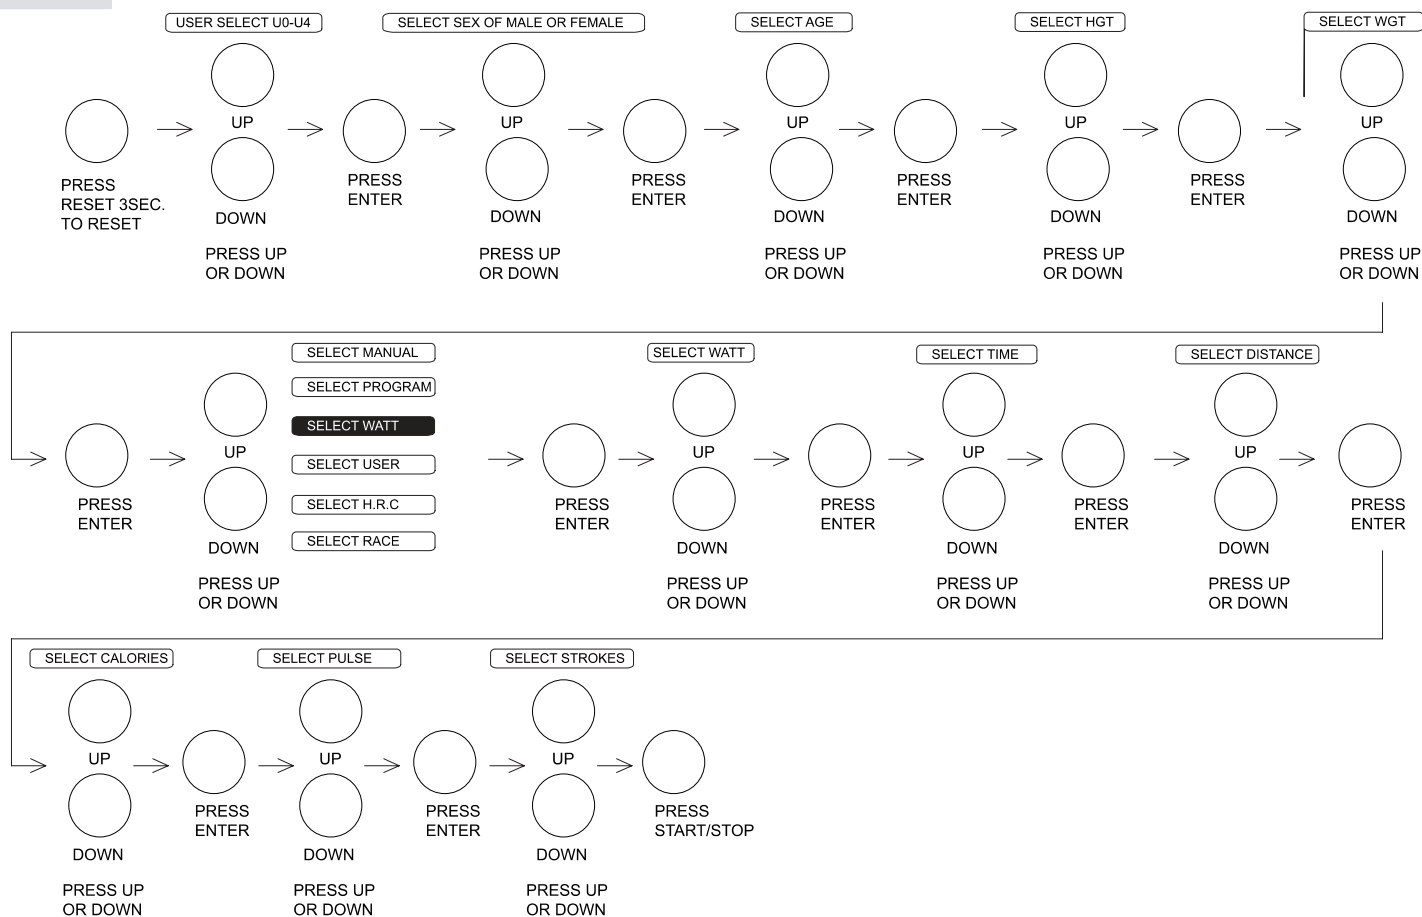 USER SELECT U0-U4
SELECT SEX OF MALE OR FEMALE
SELECT AGE
SELECT HGT
SELECT WGT
PRESS
RESET 3SEC.
TO RESET
UP
DOWN
PRESS UP
OR DOWN
PRESS
ENTER
UP
DOWN
PRESS UP
OR DOWN
PRESS
ENTER
UP
DOWN
PRESS UP
OR DOWN
PRESS
ENTER
UP
DOWN
PRESS UP
OR DOWN
PRESS
ENTER
UP
DOWN
PRESS UP
OR DOWN
PRESS
ENTER
UP
DOWN
PRESS UP
OR DOWN
SELECT MANUAL
SELECT PROGRAM
SELECT WATT
SELECT USER
SELECT H.R.C
SELECT RACE
PRESS
ENTER
SELECT WATT
UP
DOWN
PRESS UP
OR DOWN
PRESS
ENTER
SELECT TIME
UP
DOWN
PRESS UP
OR DOWN
PRESS
ENTER
SELECT DISTANCE
UP
DOWN
PRESS UP
OR DOWN
PRESS
ENTER
SELECT CALORIES
UP
DOWN
PRESS UP
OR DOWN
PRESS
ENTER
SELECT PULSE
UP
DOWN
PRESS UP
OR DOWN
PRESS
ENTER
SELECT STROKES
UP
DOWN
PRESS UP
OR DOWN
PRESS
START/STOP